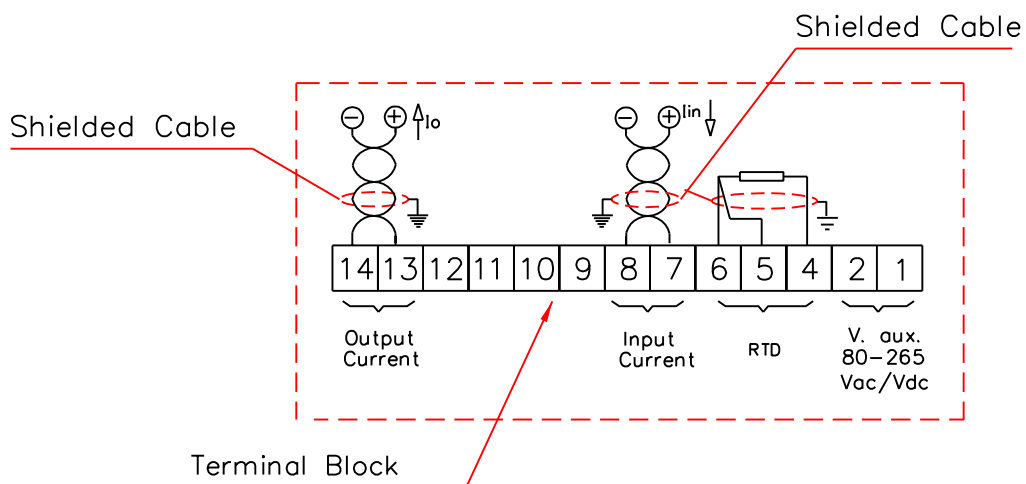 Shielded Cable
Shielded Cable
− + Io
− + Iin
14 13 12 11 10 9 8 7 6 5 4 2 1
Output
Current
Input
Current
RTD
V. aux.
80-265
Vac/Vdc
Terminal Block